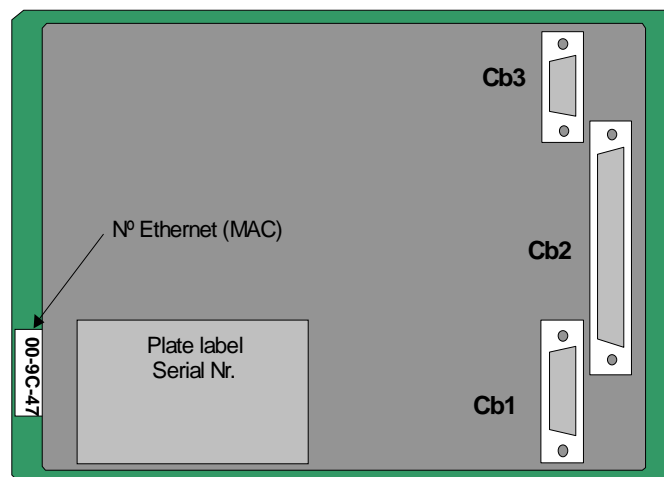 Cb3
Nº Ethernet (MAC)
Cb2
00-9C-47
Plate label
Serial Nr.
Cb1